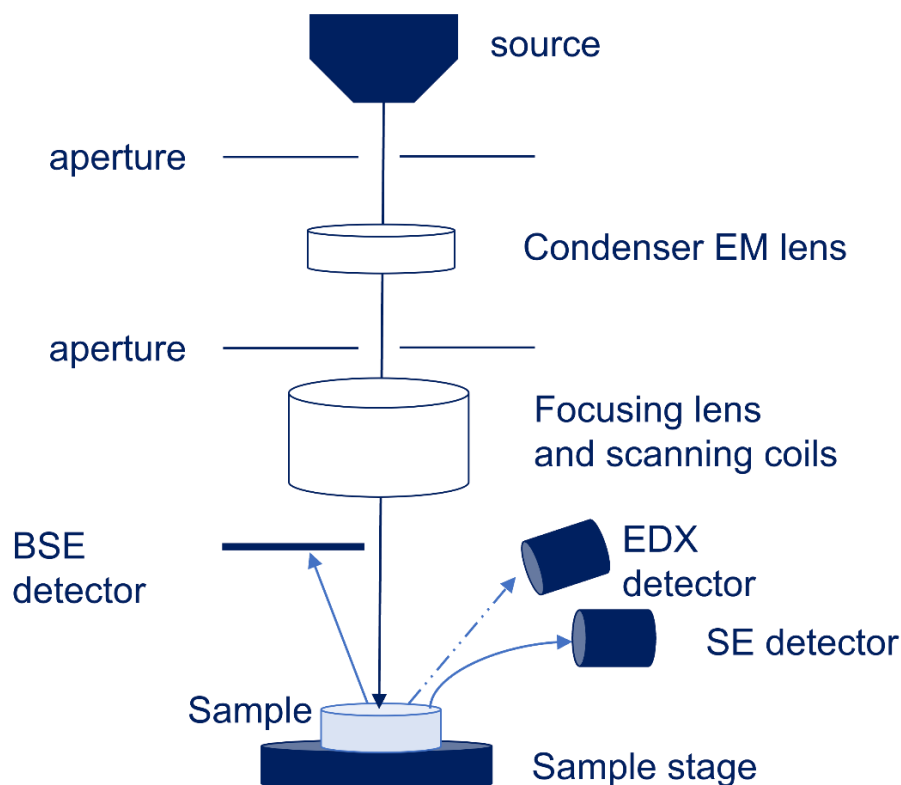 source
aperture
Condenser EM lens
aperture
Focusing lens
and scanning coils
BSE
detector
EDX
detector
SE detector
Sample
Sample stage